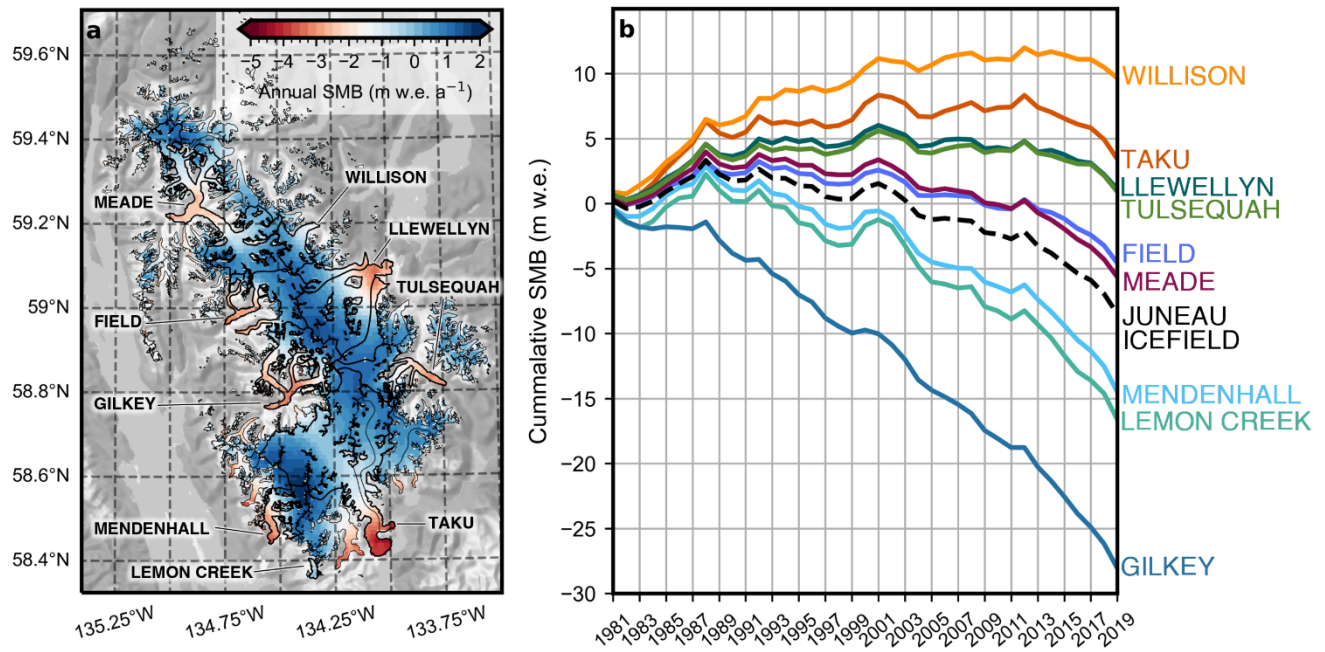 a
−5 −4 −3 −2 −1 0 1 2
Annual SMB (m w.e. a⁻¹)
59.6°N
59.4°N
59.2°N
59°N
58.8°N
58.6°N
58.4°N
135.25°W
134.75°W
134.25°W
133.75°W
WILLISON
MEADE
LLEWELLYN
TULSEQUAH
FIELD
GILKEY
MENDENHALL
TAKU
LEMON CREEK
b
Cummalative SMB (m w.e.)
10
5
0
−5
−10
−15
−20
−25
−30
1981
1983
1985
1987
1989
1991
1993
1995
1997
1999
2001
2003
2005
2007
2009
2011
2013
2015
2017
2019
WILLISON
TAKU
LLEWELLYN
TULSEQUAH
FIELD
MEADE
JUNEAU
ICEFIELD
MENDENHALL
LEMON CREEK
GILKEY